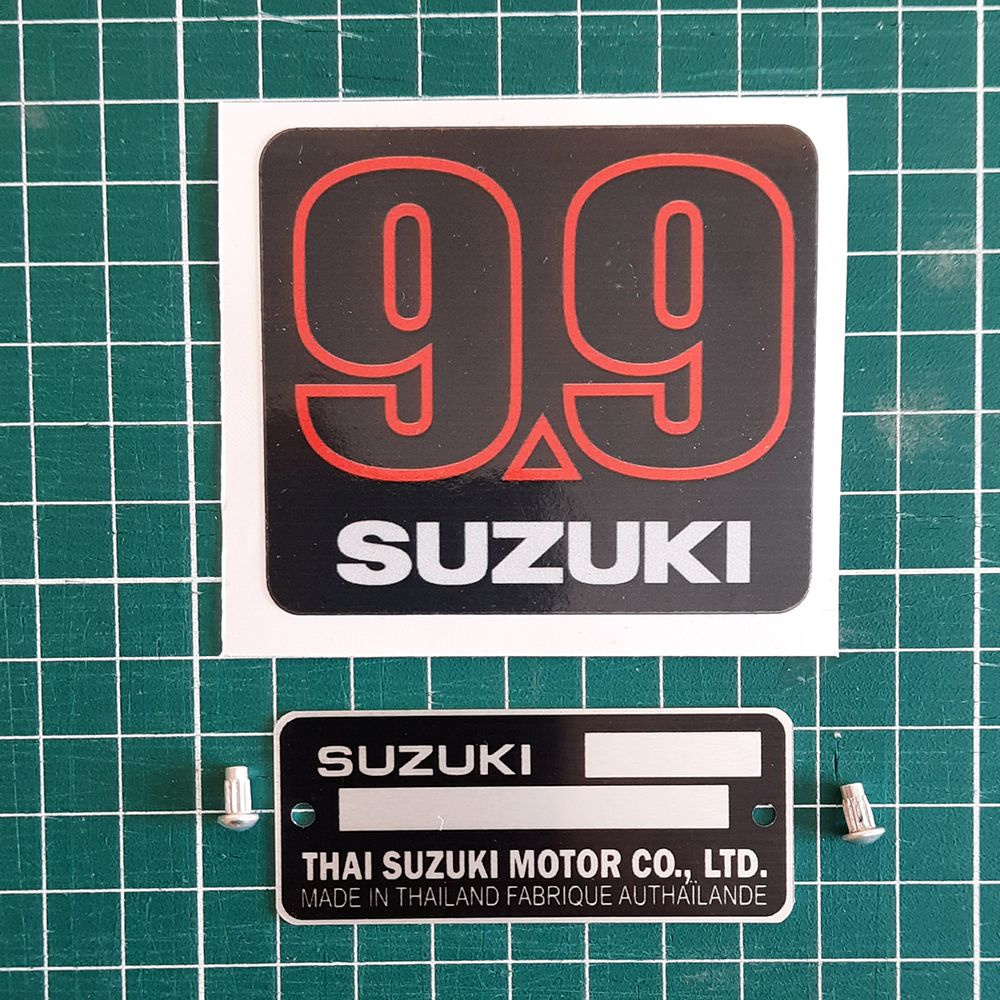 9.9
SUZUKI
SUZUKI
THAI SUZUKI MOTOR CO., LTD.
MADE IN THAILAND FABRIQUE AUTHAÏLANDE